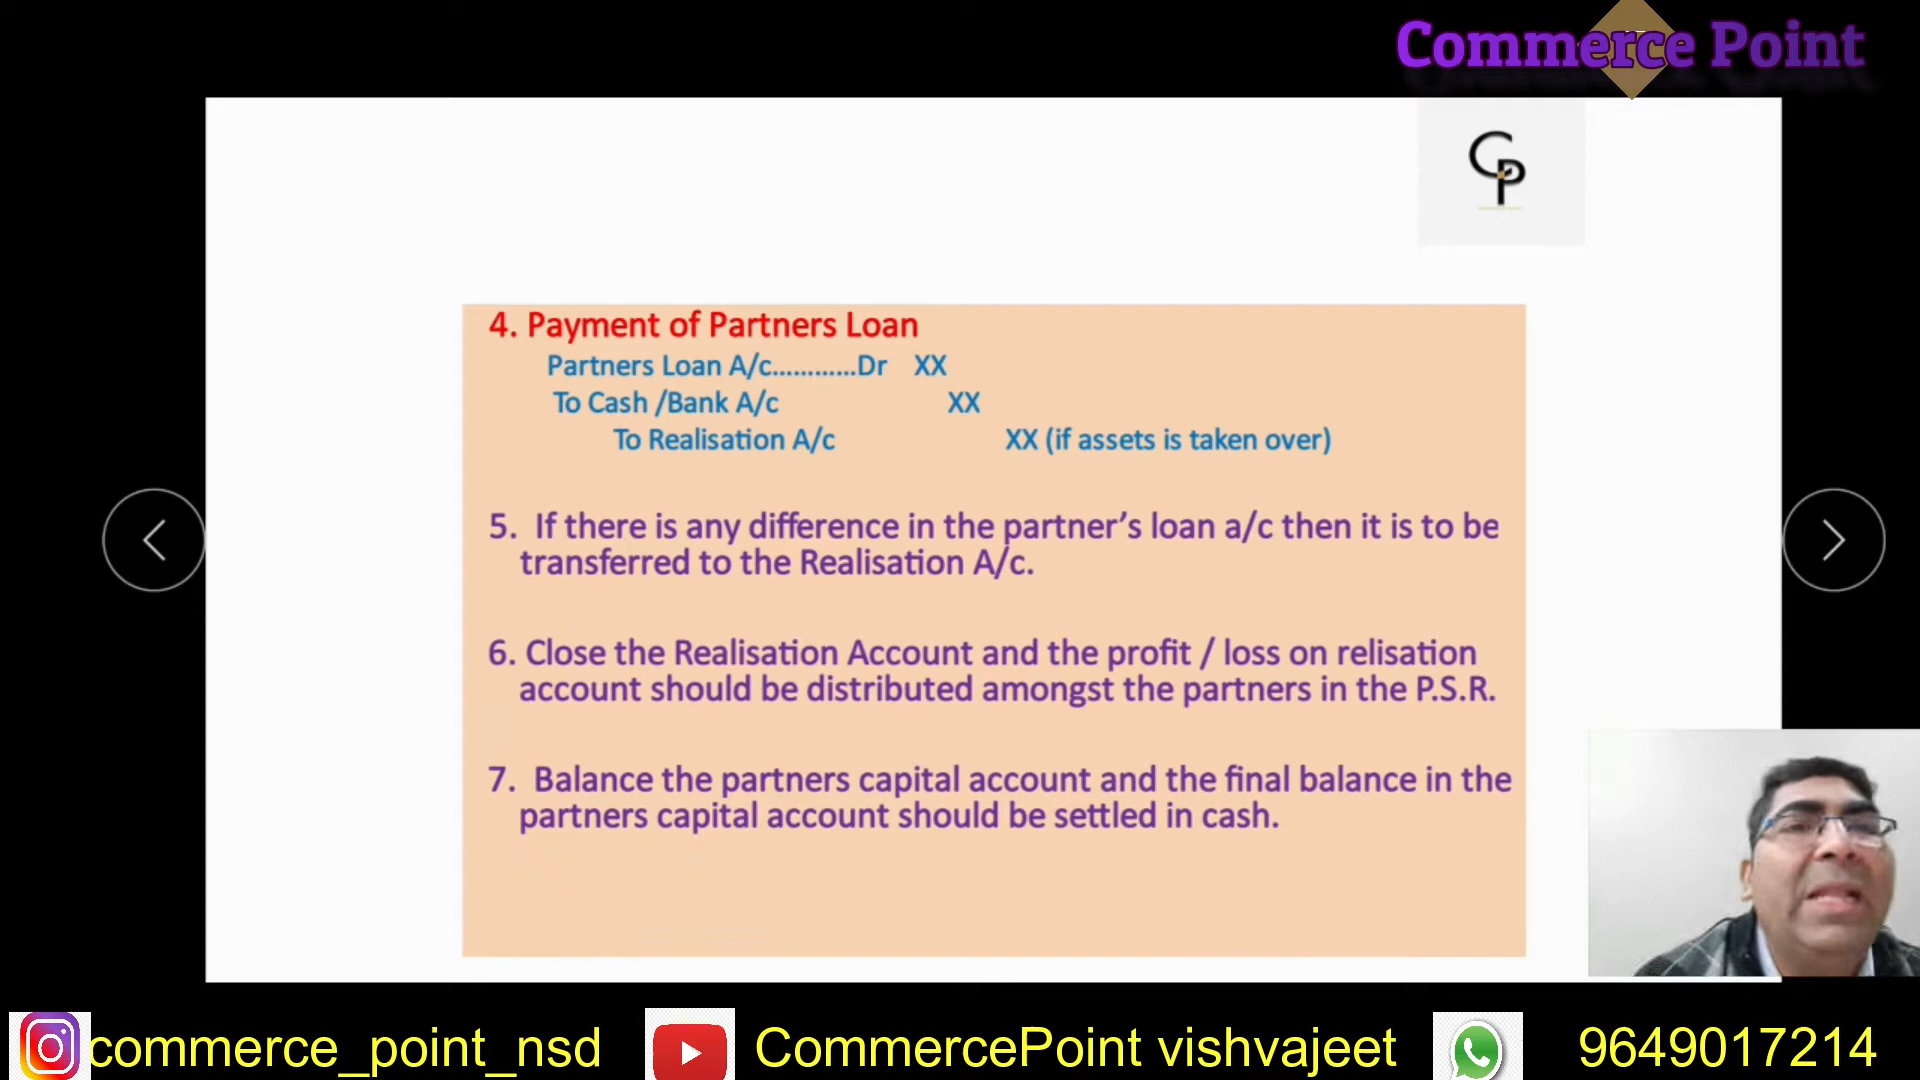 Commerce Point
CP
4. Payment of Partners Loan
Partners Loan A/c............Dr XX
To Cash /Bank A/c XX
To Realisation A/c XX (if assets is taken over)
5. If there is any difference in the partner’s loan a/c then it is to be
transferred to the Realisation A/c.
6. Close the Realisation Account and the profit / loss on relisation
account should be distributed amongst the partners in the P.S.R.
7. Balance the partners capital account and the final balance in the
partners capital account should be settled in cash.
commerce_point_nsd CommercePoint vishvajeet 9649017214